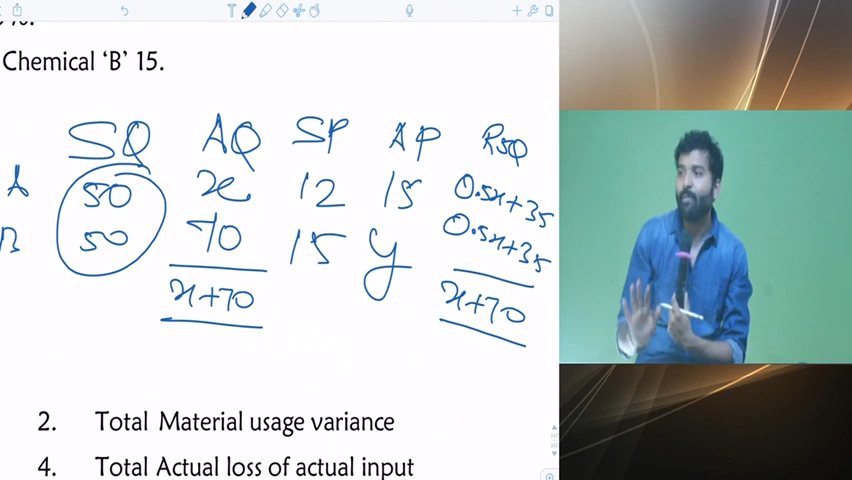 Chemical ‘B’ 15.
SQ AQ SP AP RSQ
A 50 x 12 15 0.5x+35
B 50 70 15 y 0.5x+35
x+70 x+70
2. Total Material usage variance
4. Total Actual loss of actual input